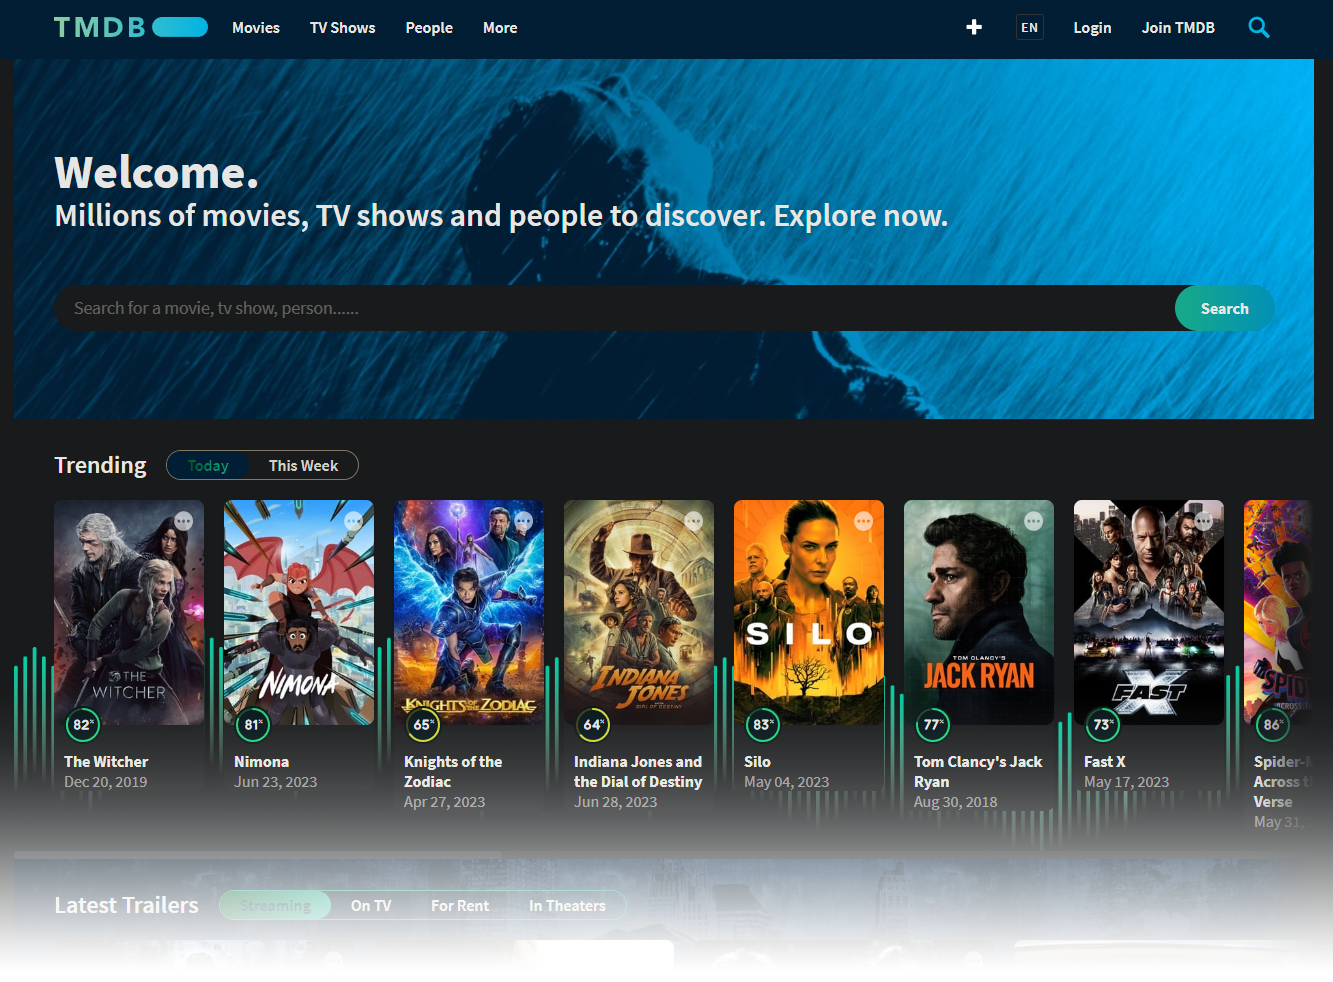 TMDB
Movies
TV Shows
People
More
EN
Login
Join TMDB
Welcome.
Millions of movies, TV shows and people to discover. Explore now.
Search for a movie, tv show, person......
Search
Trending
Today
This Week
THE
WITCHER
NIMONA
KNIGHTS OF THE ZODIAC
INDIANA
JONES
DIAL OF DESTINY
SILO
TOM CLANCY'S
JACK RYAN
FAST X
82%
81%
65%
64%
83%
77%
73%
86%
The Witcher
Dec 20, 2019
Nimona
Jun 23, 2023
Knights of the
Zodiac
Apr 27, 2023
Indiana Jones and
the Dial of Destiny
Jun 28, 2023
Silo
May 04, 2023
Tom Clancy's Jack
Ryan
Aug 30, 2018
Fast X
May 17, 2023
Spider-
Across
Verse
May 31,
Latest Trailers
Streaming
On TV
For Rent
In Theaters